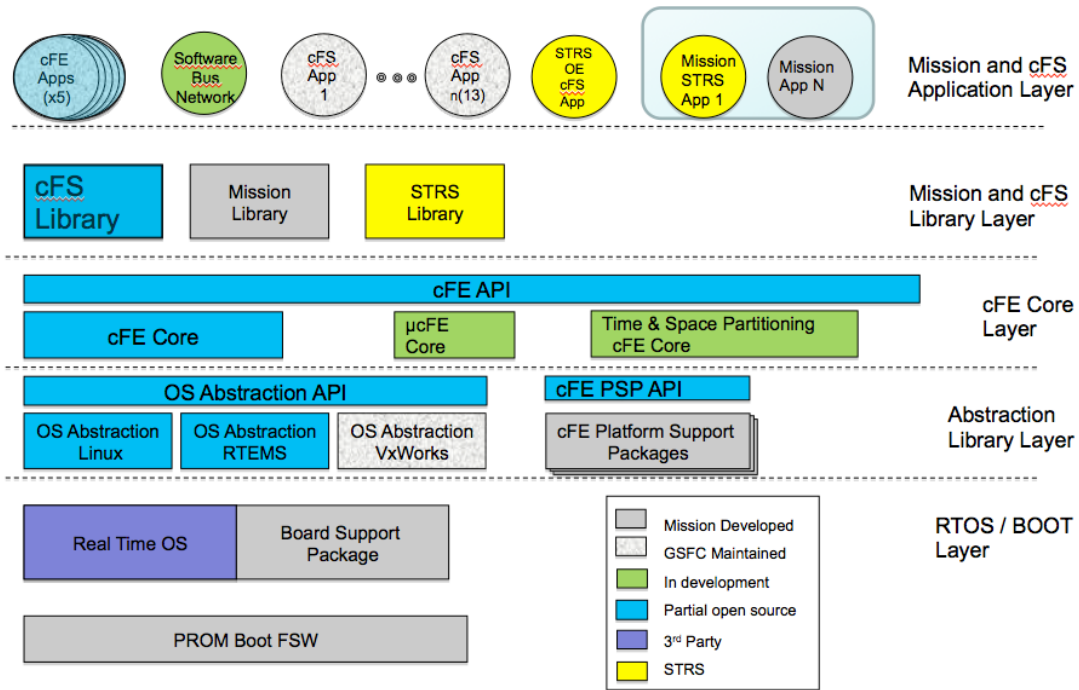 cFE
Apps
(x5)
Software
Bus
Network
cFS
App
1
cFS
App
n(13)
STRS
OE
cFS
App
Mission
STRS
App 1
Mission
App N
Mission and cFS
Application Layer
cFS
Library
Mission
Library
STRS
Library
Mission and cFS
Library Layer
cFE API
cFE Core
µcFE
Core
Time & Space Partitioning
cFE Core
cFE Core
Layer
OS Abstraction API
cFE PSP API
OS Abstraction
Linux
OS Abstraction
RTEMS
OS Abstraction
VxWorks
cFE Platform Support
Packages
Abstraction
Library Layer
Real Time OS
Board Support
Package
PROM Boot FSW
Mission Developed
GSFC Maintained
In development
Partial open source
3rd Party
STRS
RTOS / BOOT
Layer